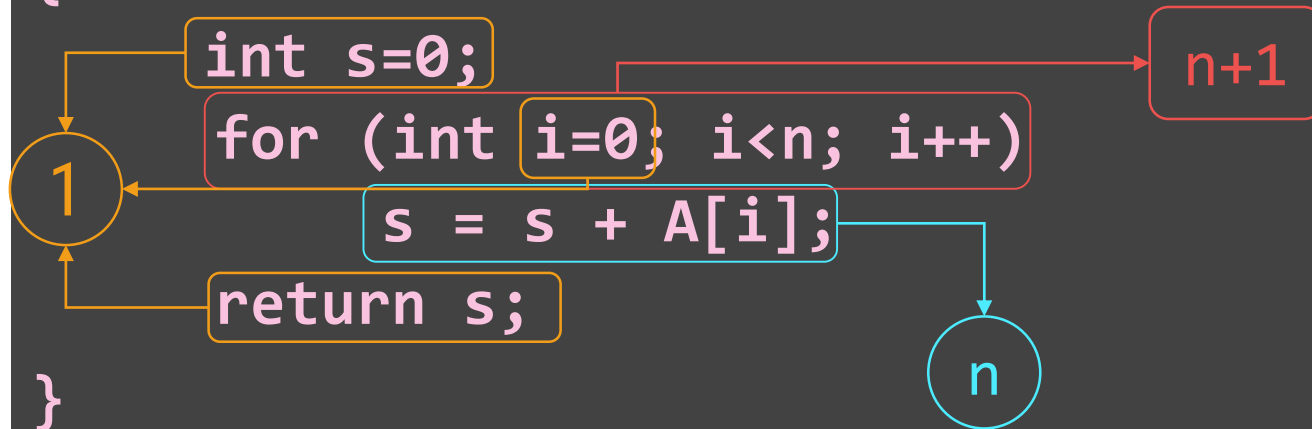 {
int s=0;
n+1
for (int i=0; i<n; i++)
1
s = s + A[i];
return s;
n
}